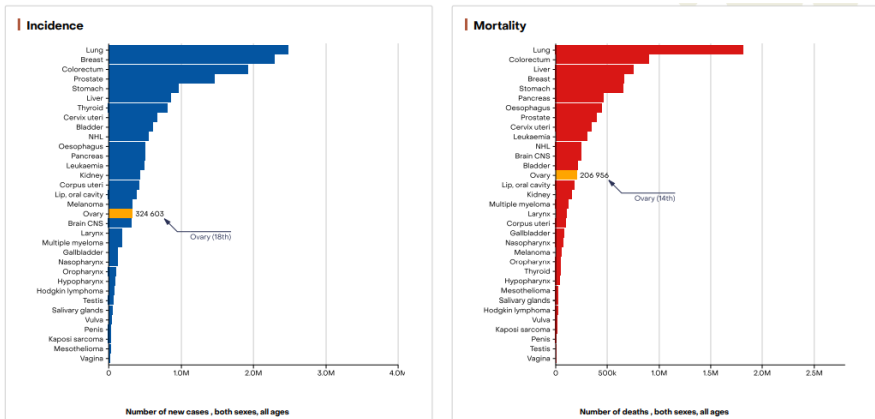 Incidence
Lung
Breast
Colorectum
Prostate
Stomach
Liver
Thyroid
Cervix uteri
Bladder
NHL
Oesophagus
Pancreas
Leukaemia
Kidney
Corpus uteri
Lip, oral cavity
Melanoma
Ovary
324 603
Brain CNS
Ovary (18th)
Larynx
Multiple myeloma
Gallbladder
Nasopharynx
Oropharynx
Hypopharynx
Hodgkin lymphoma
Testis
Salivary glands
Vulva
Penis
Kaposi sarcoma
Mesothelioma
Vagina
0
1.0M
2.0M
3.0M
4.0M
Number of new cases , both sexes, all ages
Mortality
Lung
Colorectum
Liver
Breast
Stomach
Pancreas
Oesophagus
Prostate
Cervix uteri
Leukaemia
NHL
Brain CNS
Bladder
Ovary
206 956
Lip, oral cavity
Kidney
Ovary (14th)
Multiple myeloma
Larynx
Corpus uteri
Gallbladder
Nasopharynx
Melanoma
Oropharynx
Thyroid
Hypopharynx
Mesothelioma
Salivary glands
Hodgkin lymphoma
Vulva
Kaposi sarcoma
Penis
Testis
Vagina
0
500k
1.0M
1.5M
2.0M
2.5M
Number of deaths , both sexes, all ages